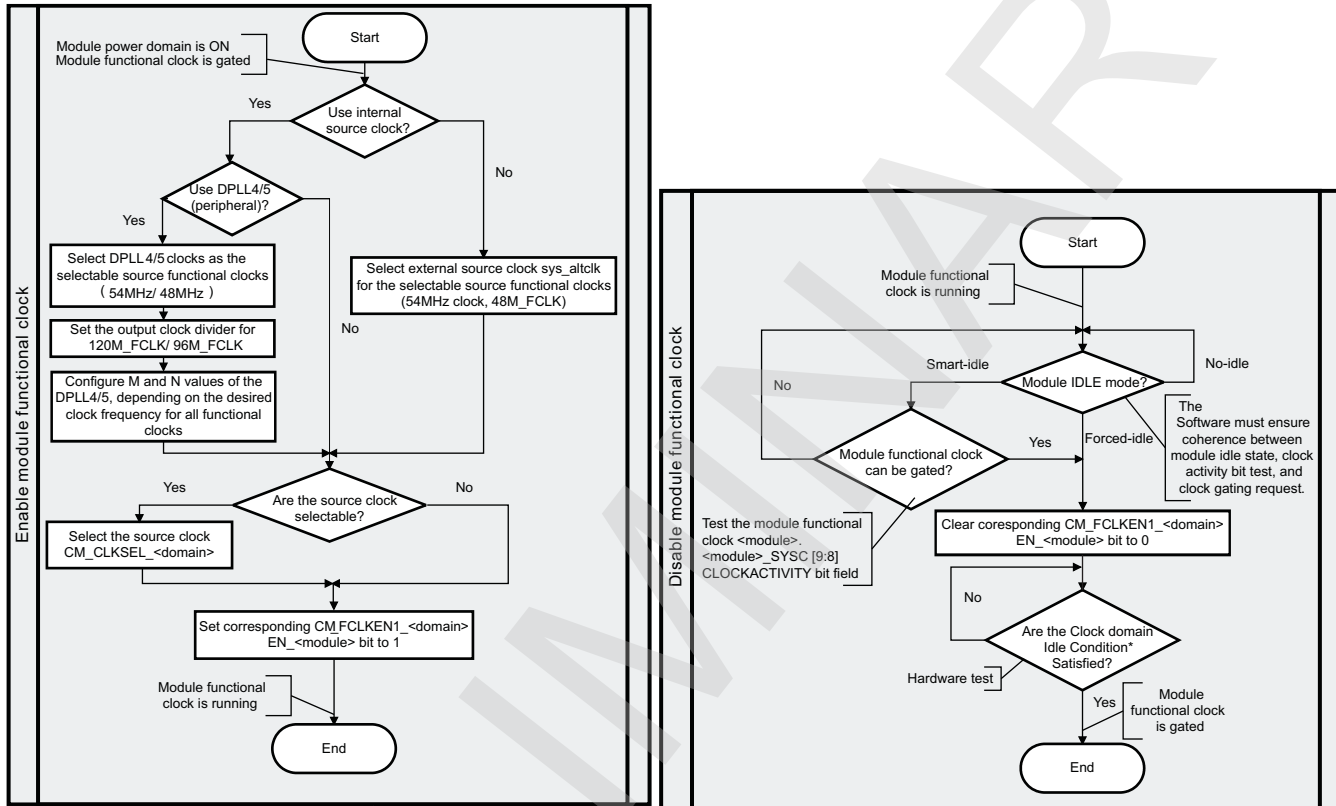 Enable module functional clock
Start
Module power domain is ON
Module functional clock is gated
Use internal
source clock?
Yes
No
Use DPLL4/5
(peripheral)?
Yes
No
Select DPLL4/5 clocks as the
selectable source functional clocks
( 54MHz/ 48MHz )
Set the output clock divider for
120M_FCLK/ 96M_FCLK
Configure M and N values of the
DPLL4/5, depending on the desired
clock frequency for all functional
clocks
Select external source clock sys_altclk
for the selectable source functional clocks
(54MHz clock, 48M_FCLK)
Are the source clock
selectable?
Yes
No
Select the source clock
CM_CLKSEL_<domain>
Set corresponding CM_FCLKEN1_<domain>
EN_<module> bit to 1
Module functional
clock is running
End
Disable module functional clock
Start
Module functional
clock is running
Module IDLE mode?
Smart-idle
No-idle
Forced-idle
The
Software must ensure
coherence between
module idle state, clock
activity bit test, and
clock gating request.
No
Module functional clock
can be gated?
Yes
Test the module functional
clock <module>.
<module>_SYSC [9:8]
CLOCKACTIVITY bit field
Clear coresponding CM_FCLKEN1_<domain>
EN_<module> bit to 0
No
Are the Clock domain
Idle Condition*
Satisfied?
Hardware test
Yes
Module
functional clock
is gated
End
IMINAR